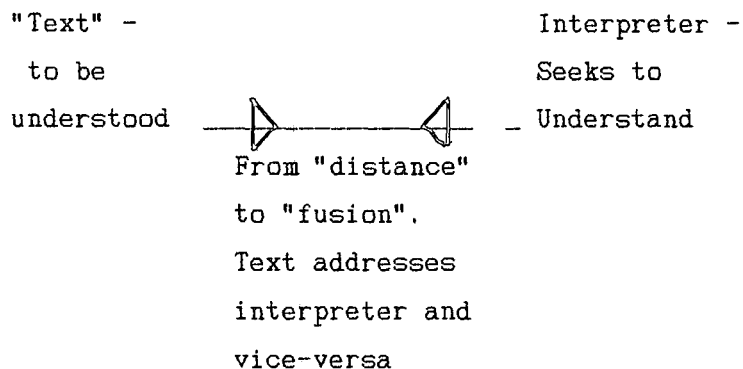 "Text" -
to be
understood
Interpreter -
Seeks to
Understand
From "distance"
to "fusion".
Text addresses
interpreter and
vice-versa